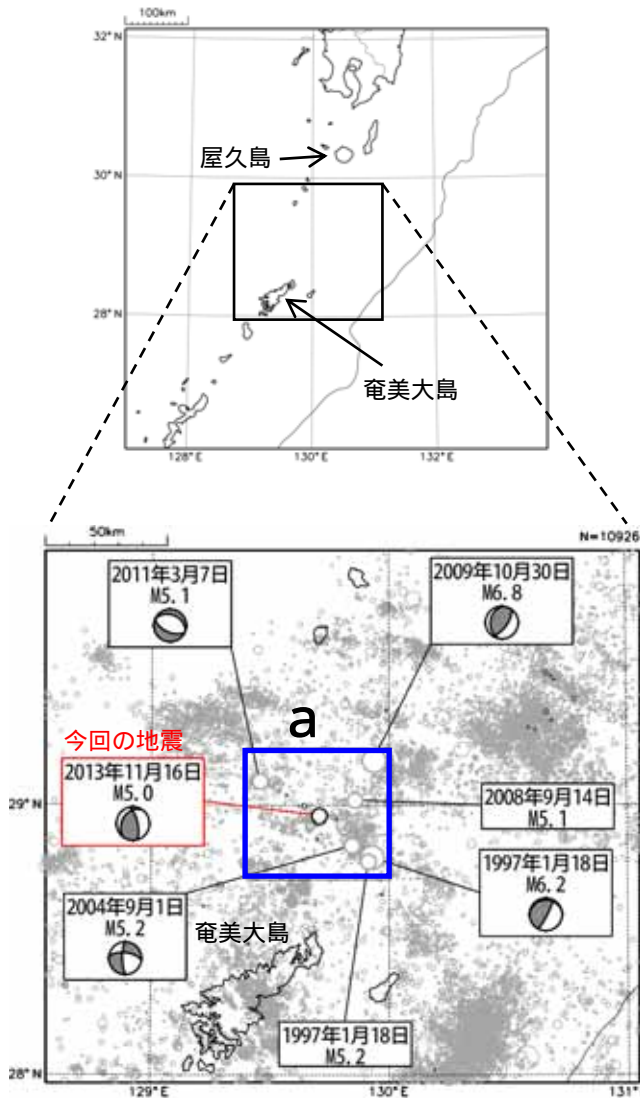 100km
32°N
屋久島
30°N
28°N
奄美大島
128°E
130°E
132°E
50km
N=10926
2011年3月7日
M5.1
2009年10月30日
M6.8
a
今回の地震
2013年11月16日
M5.0
29°N
2008年9月14日
M5.1
1997年1月18日
M6.2
2004年9月1日
M5.2
奄美大島
1997年1月18日
M5.2
28°N
129°E
130°E
131°